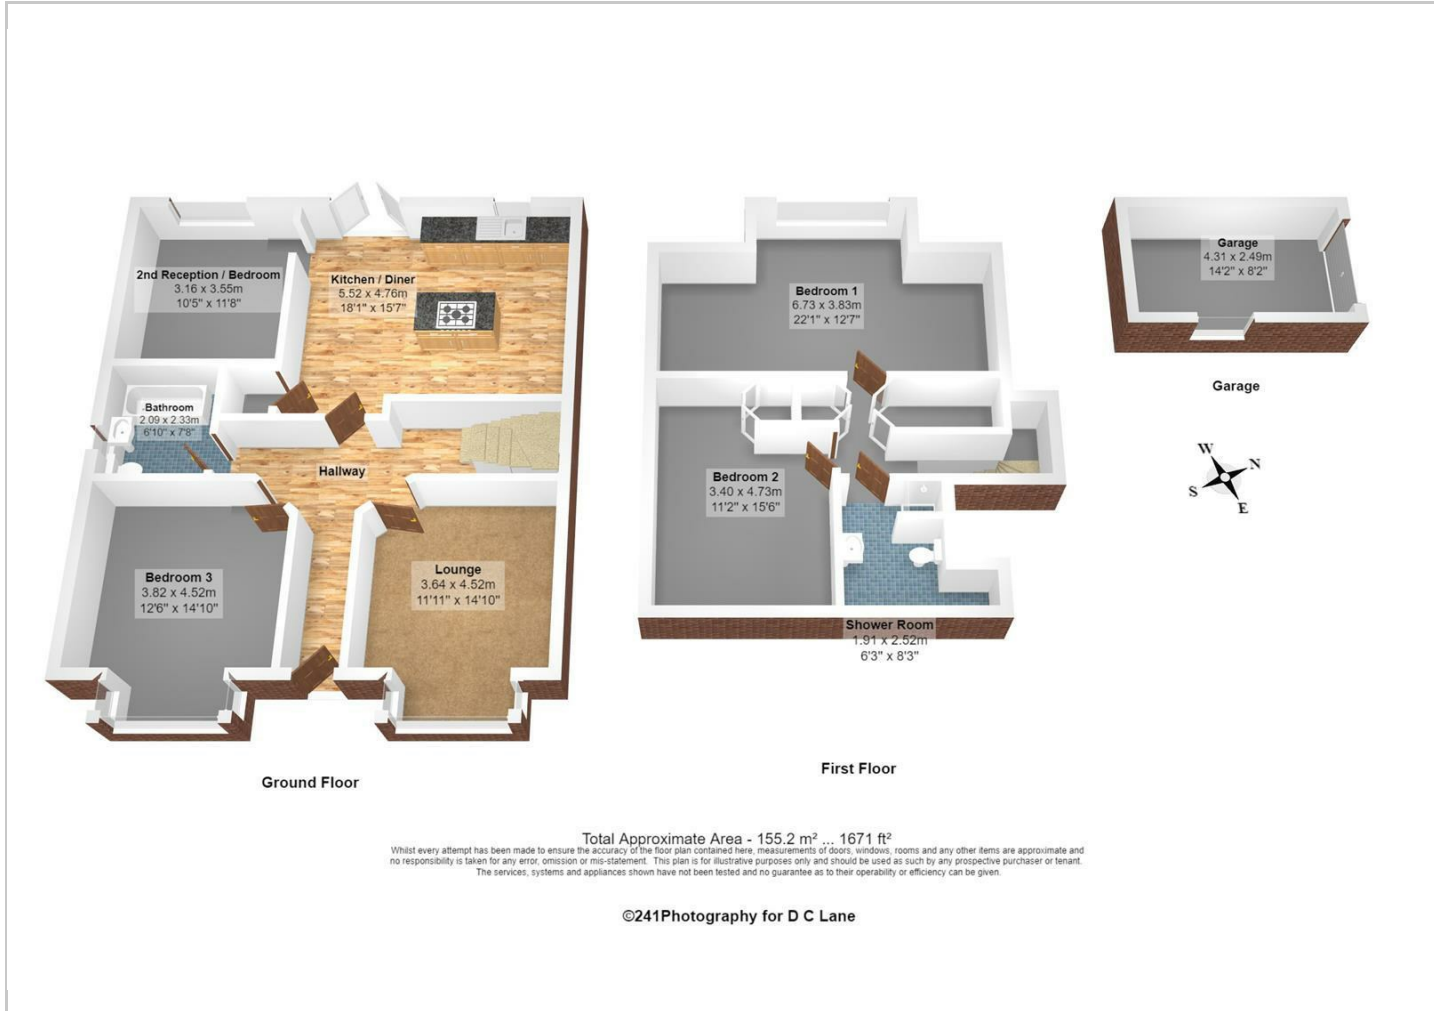 2nd Reception / Bedroom
3.16 x 3.55m
10'5" x 11'8"
Kitchen / Diner
5.52 x 4.76m
18'1" x 15'7"
Bathroom
2.09 x 2.33m
6'10" x 7'8"
Hallway
Bedroom 3
3.82 x 4.52m
12'6" x 14'10"
Lounge
3.64 x 4.52m
11'11" x 14'10"
Ground Floor
Bedroom 1
6.73 x 3.83m
22'1" x 12'7"
Bedroom 2
3.40 x 4.73m
11'2" x 15'6"
Shower Room
1.91 x 2.52m
6'3" x 8'3"
First Floor
Garage
4.31 x 2.49m
14'2" x 8'2"
Garage
W
N
S
E
Total Approximate Area - 155.2 m² ... 1671 ft²
Whilst every attempt has been made to ensure the accuracy of the floor plan contained here, measurements of doors, windows, rooms and any other items are approximate and
no responsibility is taken for any error, omission or mis-statement. This plan is for illustrative purposes only and should be used as such by any prospective purchaser or tenant.
The services, systems and appliances shown have not been tested and no guarantee as to their operability or efficiency can be given.
©241Photography for D C Lane